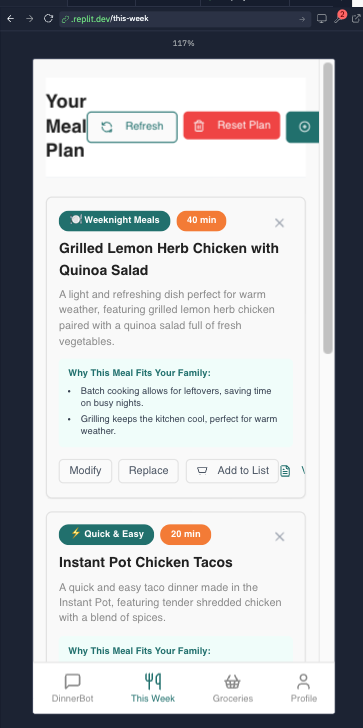 .replit.dev/this-week
2
117%
Your
Meal
Plan
Refresh
Reset Plan
Weeknight Meals
40 min
Grilled Lemon Herb Chicken with
Quinoa Salad
A light and refreshing dish perfect for warm
weather, featuring grilled lemon herb chicken
paired with a quinoa salad full of fresh
vegetables.
Why This Meal Fits Your Family:
• Batch cooking allows for leftovers, saving time
on busy nights.
• Grilling keeps the kitchen cool, perfect for warm
weather.
Modify
Replace
Add to List
Quick & Easy
20 min
Instant Pot Chicken Tacos
A quick and easy taco dinner made in the
Instant Pot, featuring tender shredded chicken
with a blend of spices.
Why This Meal Fits Your Family:
DinnerBot
This Week
Groceries
Profile